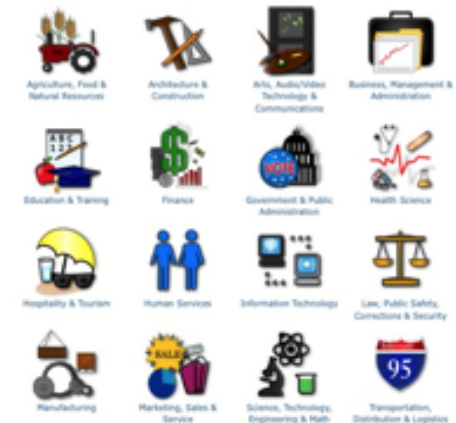 Agriculture, Food &
Natural Resources
Architecture &
Construction
Arts, Audio/Video
Technology &
Communications
Business, Management &
Administration
ABC
123
Education & Training
$
Finance
VOTE
Government & Public
Administration
Health Science
Hospitality & Tourism
Human Services
Information Technology
Law, Public Safety,
Corrections & Security
Manufacturing
SALE
Marketing, Sales &
Service
Science, Technology,
Engineering & Math
95
Transportation,
Distribution & Logistics